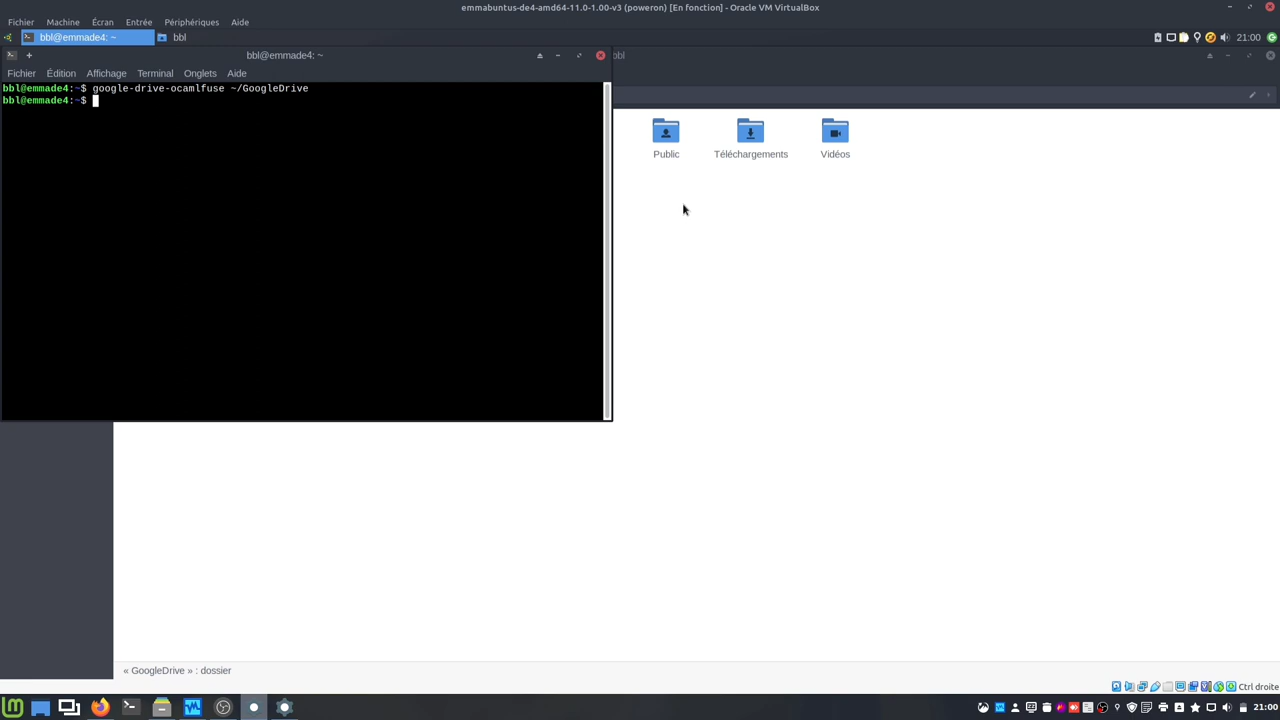 emmabuntus-de4-amd64-11.0-1.00-v3 (poweron) [En fonction] - Oracle VM VirtualBox
Fichier Machine Écran Entrée Périphériques Aide
bbl@emmade4: ~ bbl 21:00
bbl@emmade4: ~ bbl
Fichier Édition Affichage Terminal Onglets Aide
bbl@emmade4:~$ google-drive-ocamlfuse ~/GoogleDrive
bbl@emmade4:~$
Public Téléchargements Vidéos
« GoogleDrive » : dossier
Ctrl droite
21:00